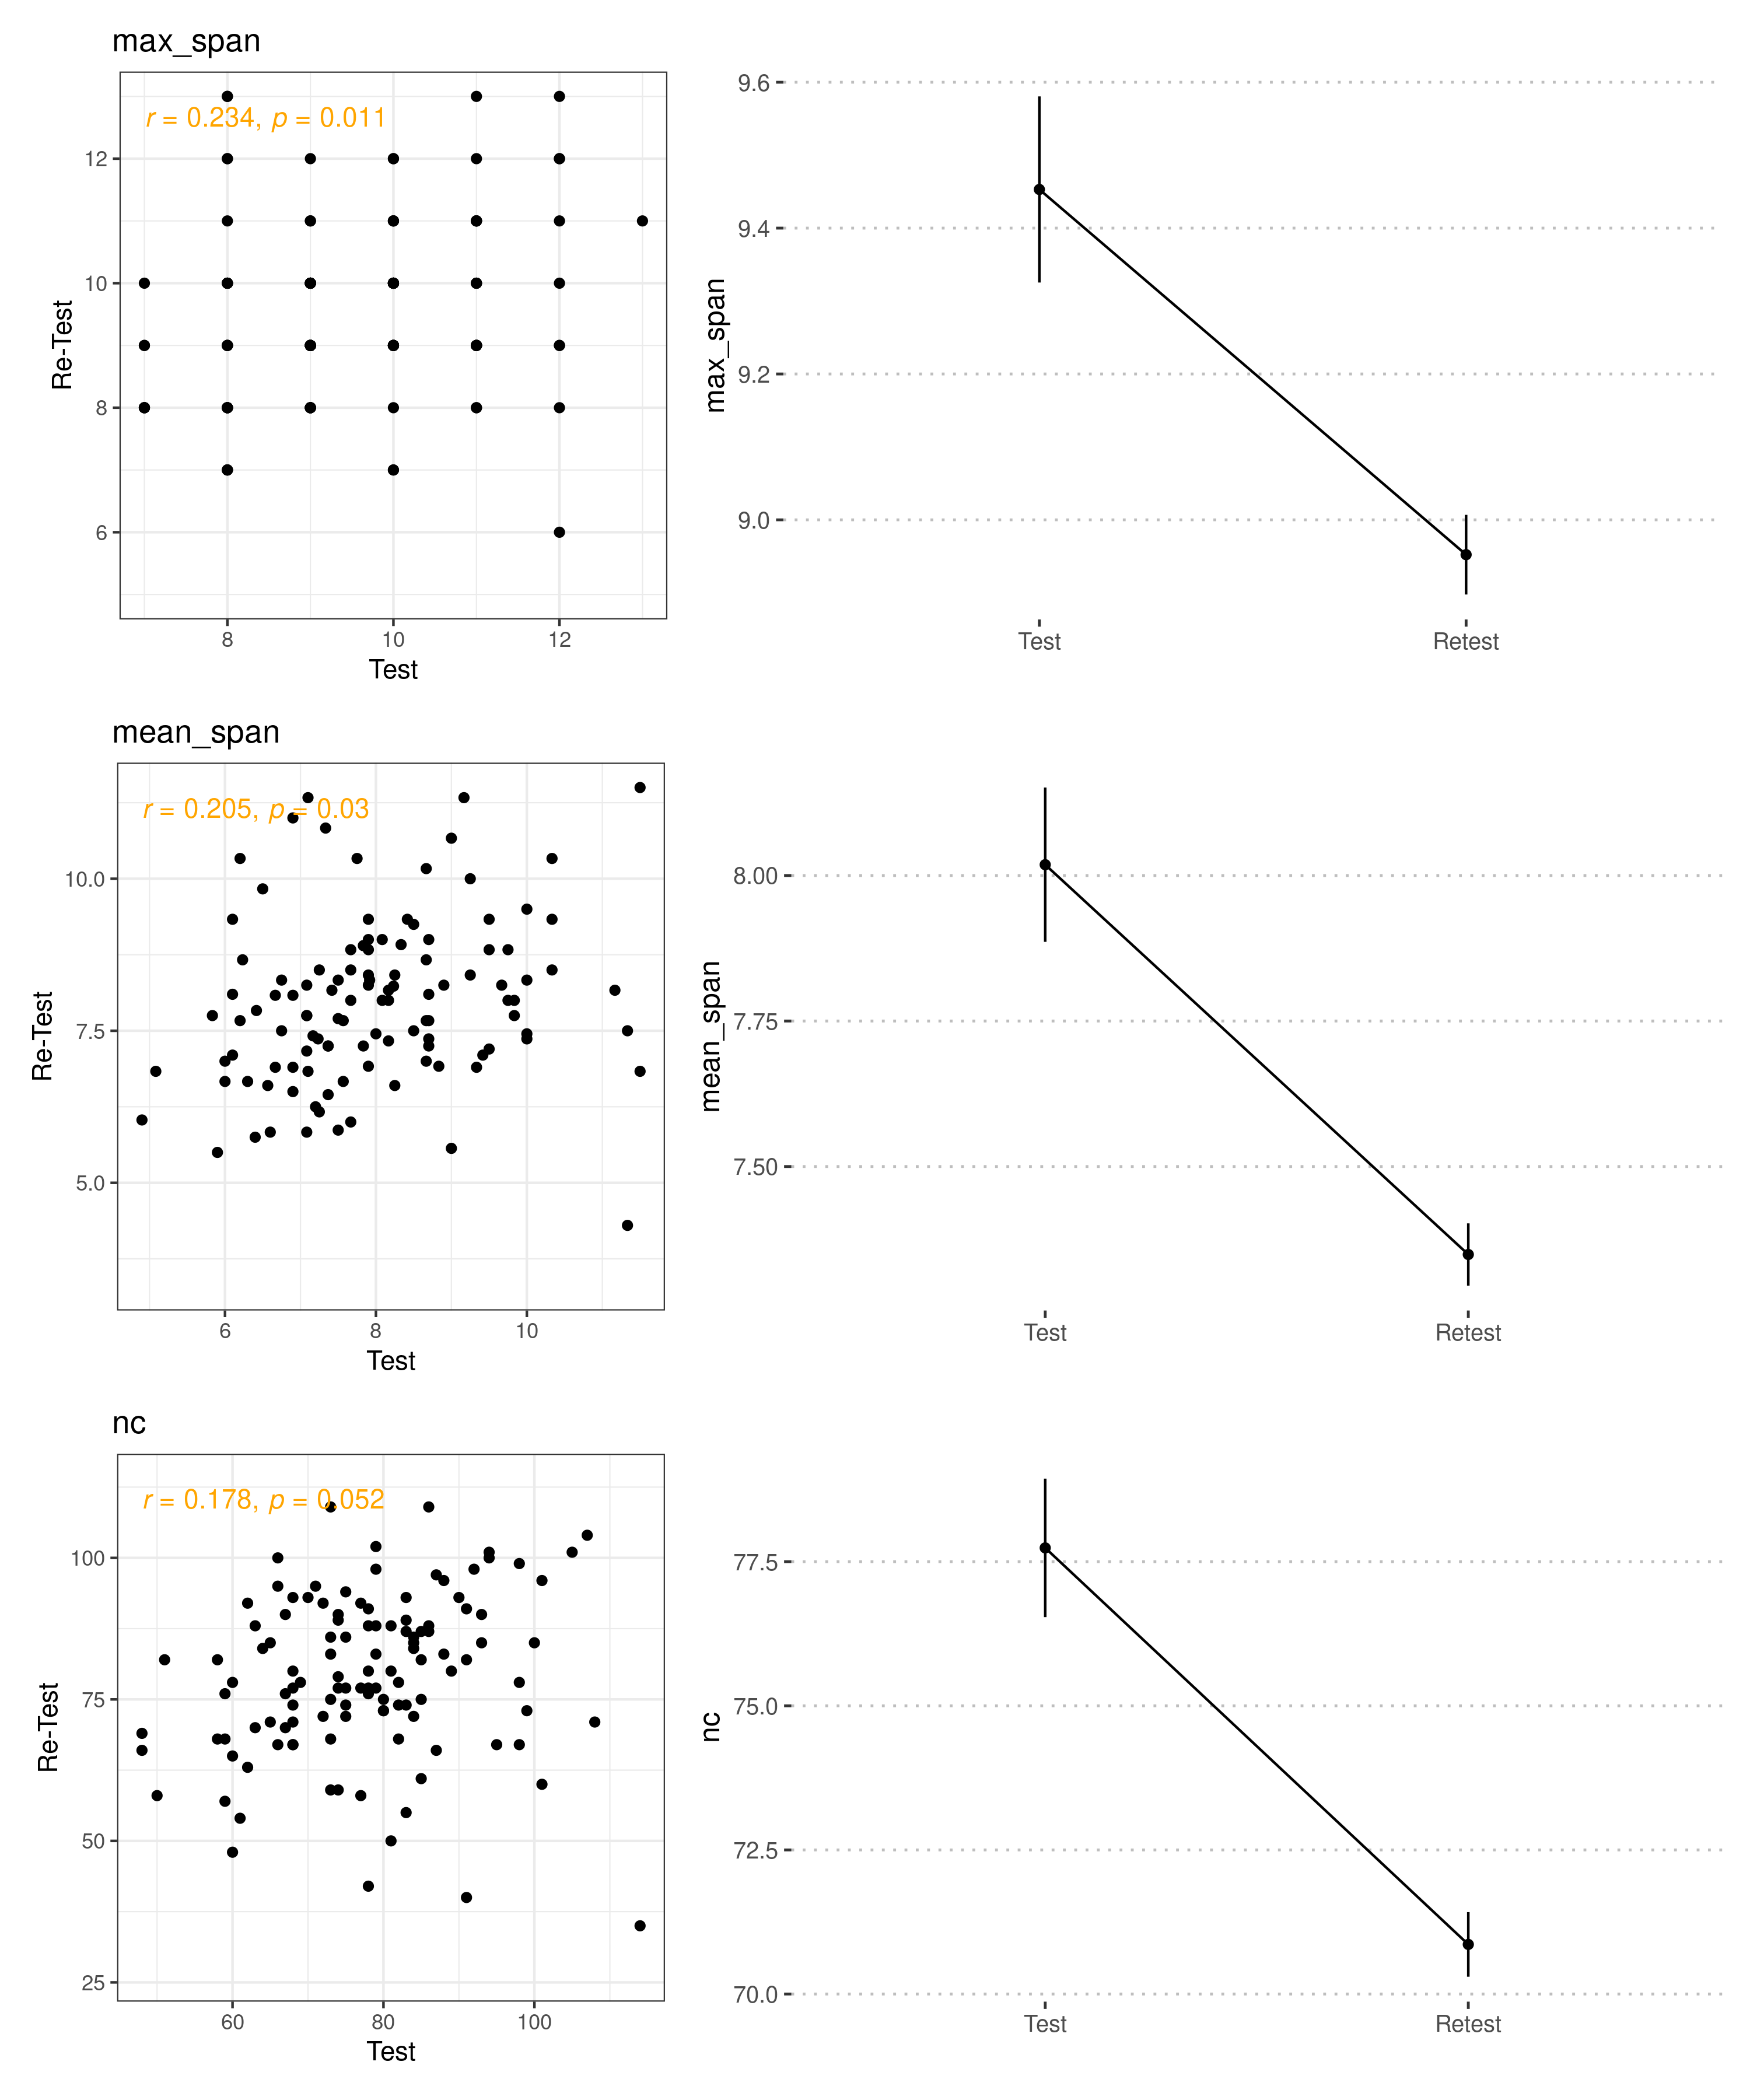 max_span
r = 0.234, p = 0.011
12
10
8
6
8 10 12
Test
Re-Test
9.6
9.4
9.2
9.0
max_span
Test Retest
mean_span
r = 0.205, p = 0.03
10.0
7.5
5.0
6 8 10
Test
Re-Test
8.00
7.75
7.50
mean_span
Test Retest
nc
r = 0.178, p = 0.052
100
75
50
25
60 80 100
Test
Re-Test
77.5
75.0
72.5
70.0
nc
Test Retest